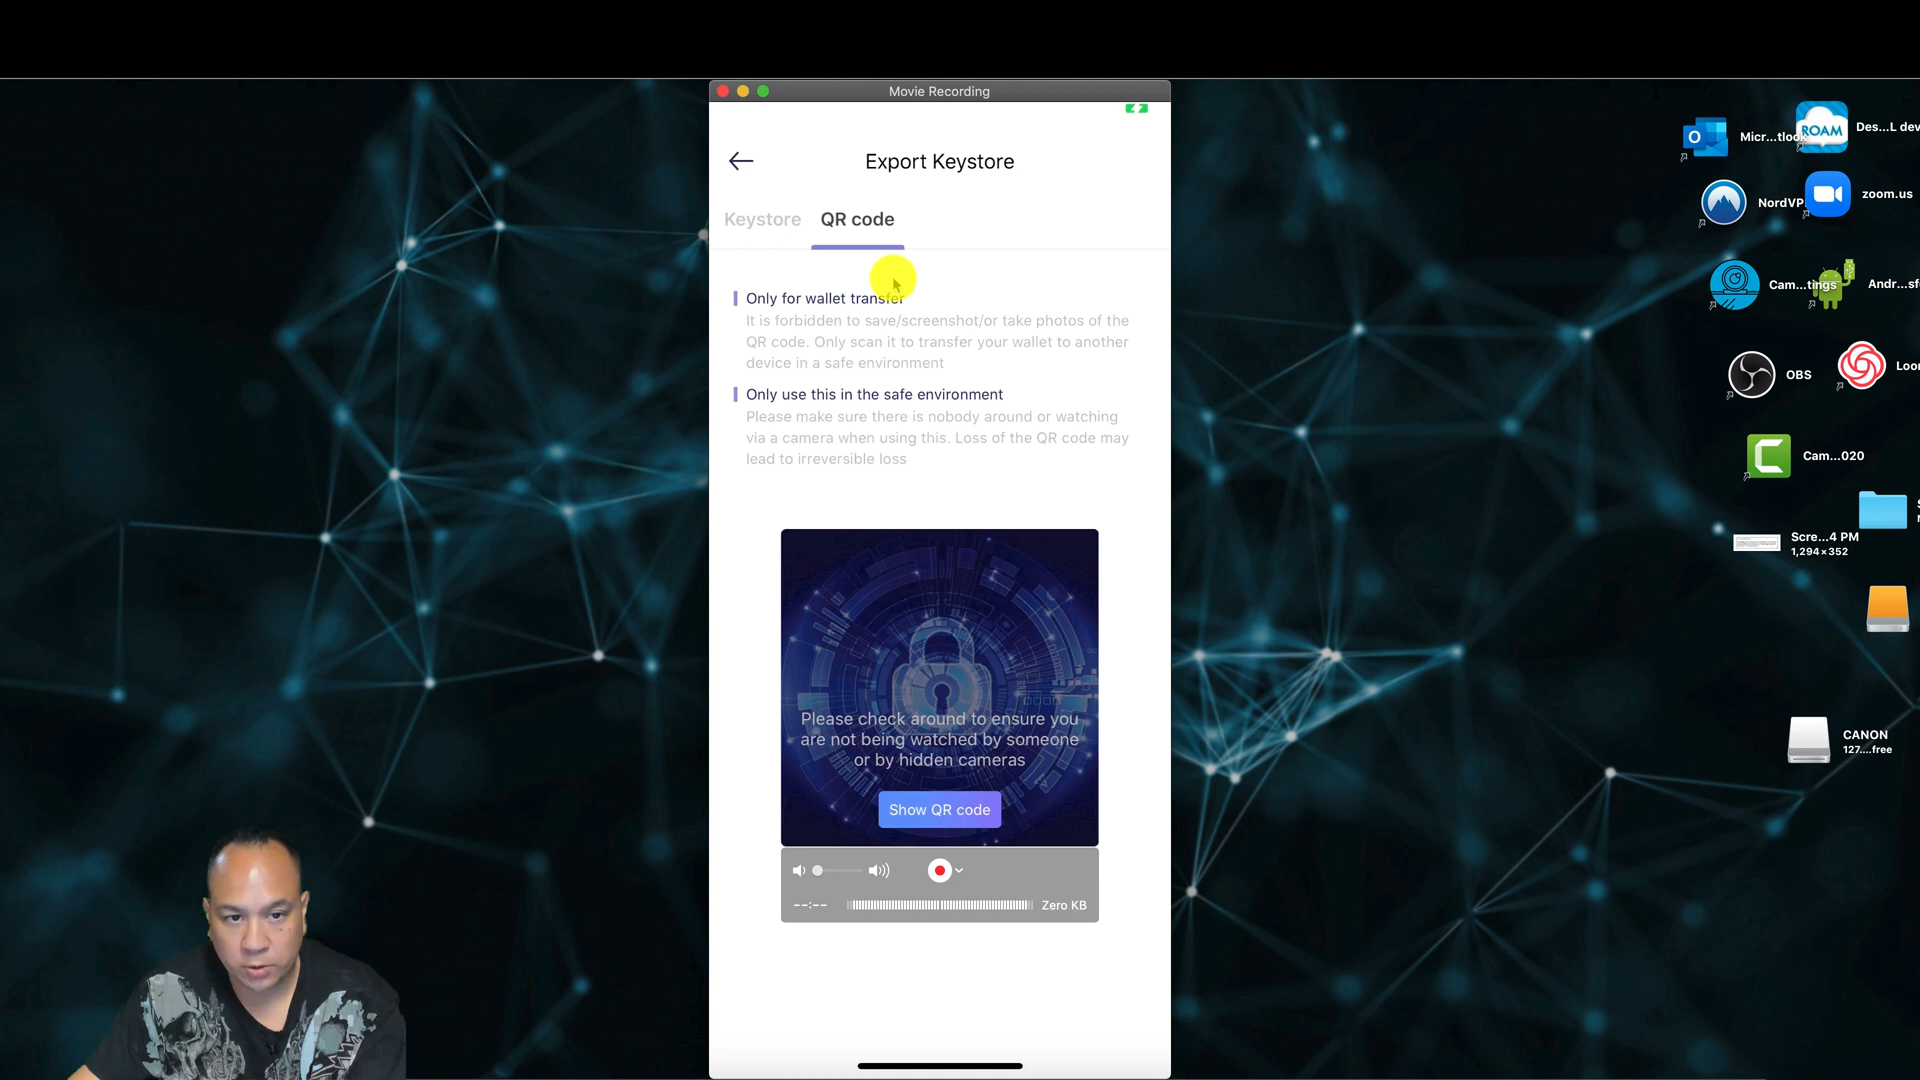 Movie Recording
Export Keystore
Keystore QR code
Only for wallet transfer
It is forbidden to save/screenshot/or take photos of the
QR code. Only scan it to transfer your wallet to another
device in a safe environment
Only use this in the safe environment
Please make sure there is nobody around or watching
via a camera when using this. Loss of the QR code may
lead to irreversible loss
Please check around to ensure you
are not being watched by someone
or by hidden cameras
Show QR code
--:-- Zero KB
Micr...tlook
ROAM
Des...L dev
NordVP
zoom.us
Cam...tings
Andr...sf
OBS
Loo
Cam...020
Scre...4 PM
1,294×352
CANON
127....free